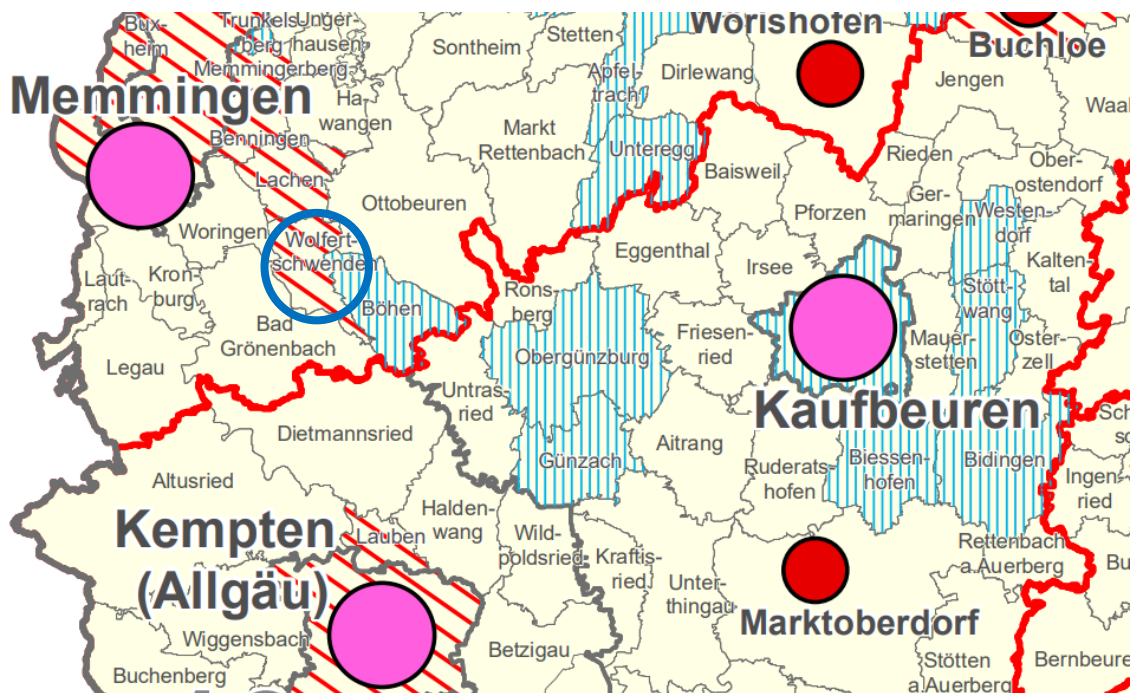 Bux-
heim
Trunkels-
berg
Unger-
hausen
Memmingerberg
Memmingen
Ha-
wangen
Sontheim
Stetten
Apfel-
trach
Dirlewang
Wörishofen
Buchloe
Jengen
Waal
Benningen
Lachen
Markt
Rettenbach
Unteregg
Baisweil
Rieden
Ober-
ostendorf
Ottobeuren
Woringen
Wolfert-
schwenden
Pforzen
Ger-
maringen
Westen-
dorf
Eggenthal
Irsee
Kalten-
tal
Laut-
rach
Kron-
burg
Böhen
Rons-
berg
Stött-
wang
Bad
Grönenbach
Friesen-
ried
Mauer-
stetten
Oster-
zell
Legau
Obergünzburg
Untras-
ried
Kaufbeuren
Dietmannsried
Aitrang
Günzach
Ruderats-
hofen
Biessen-
hofen
Bidingen
Ingen-
ried
Altusried
Halden-
wang
Kempten
(Allgäu)
Lauben
Wild-
poldsried
Kraftis-
ried
Unter-
thingau
Rettenbach
a.Auerberg
Marktoberdorf
Wiggensbach
Buchenberg
Betzigau
Stötten
a.Auerberg
Bernbeure